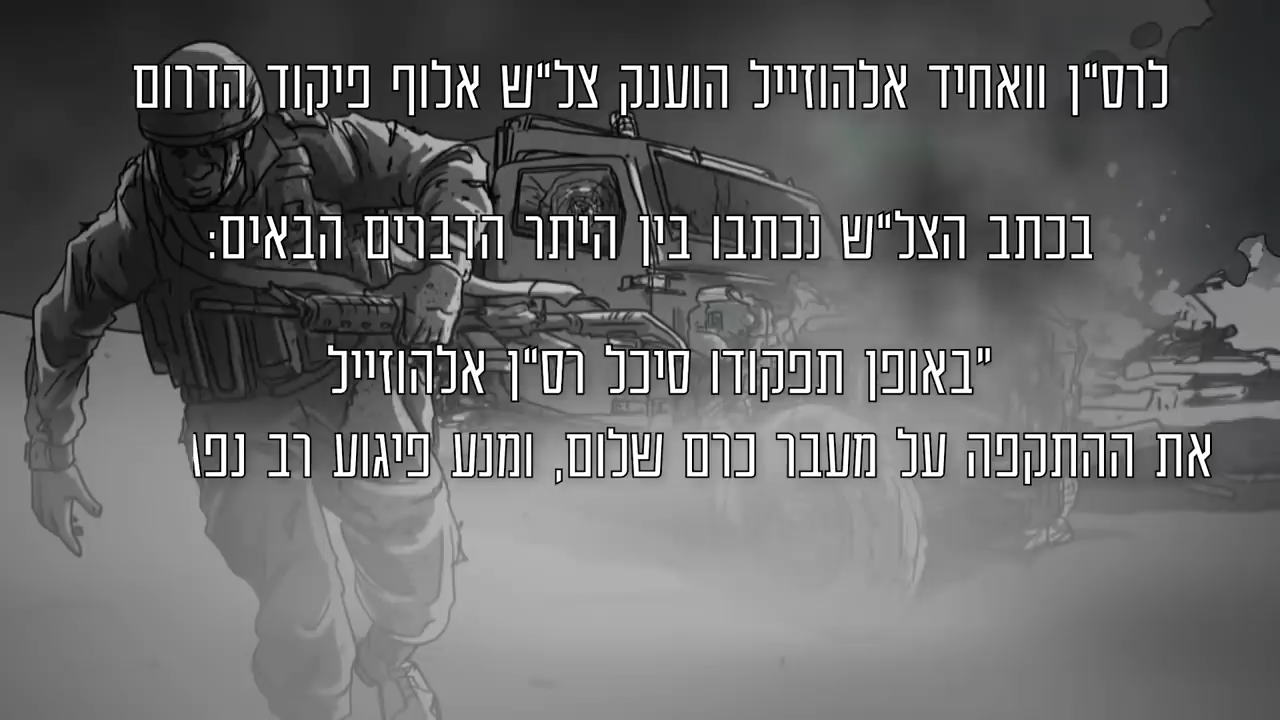 לרס"ן וואחיד אלהוזייל הוענק צל"ש אלוף פיקוד הדרום
בכתב הצל"ש נכתבו בין היתר הדברים הבאים:
"באופן תפקודו סיכל רס"ן אלהוזייל
את ההתקפה על מעבר כרם שלום, ומנע פיגוע רב נפו